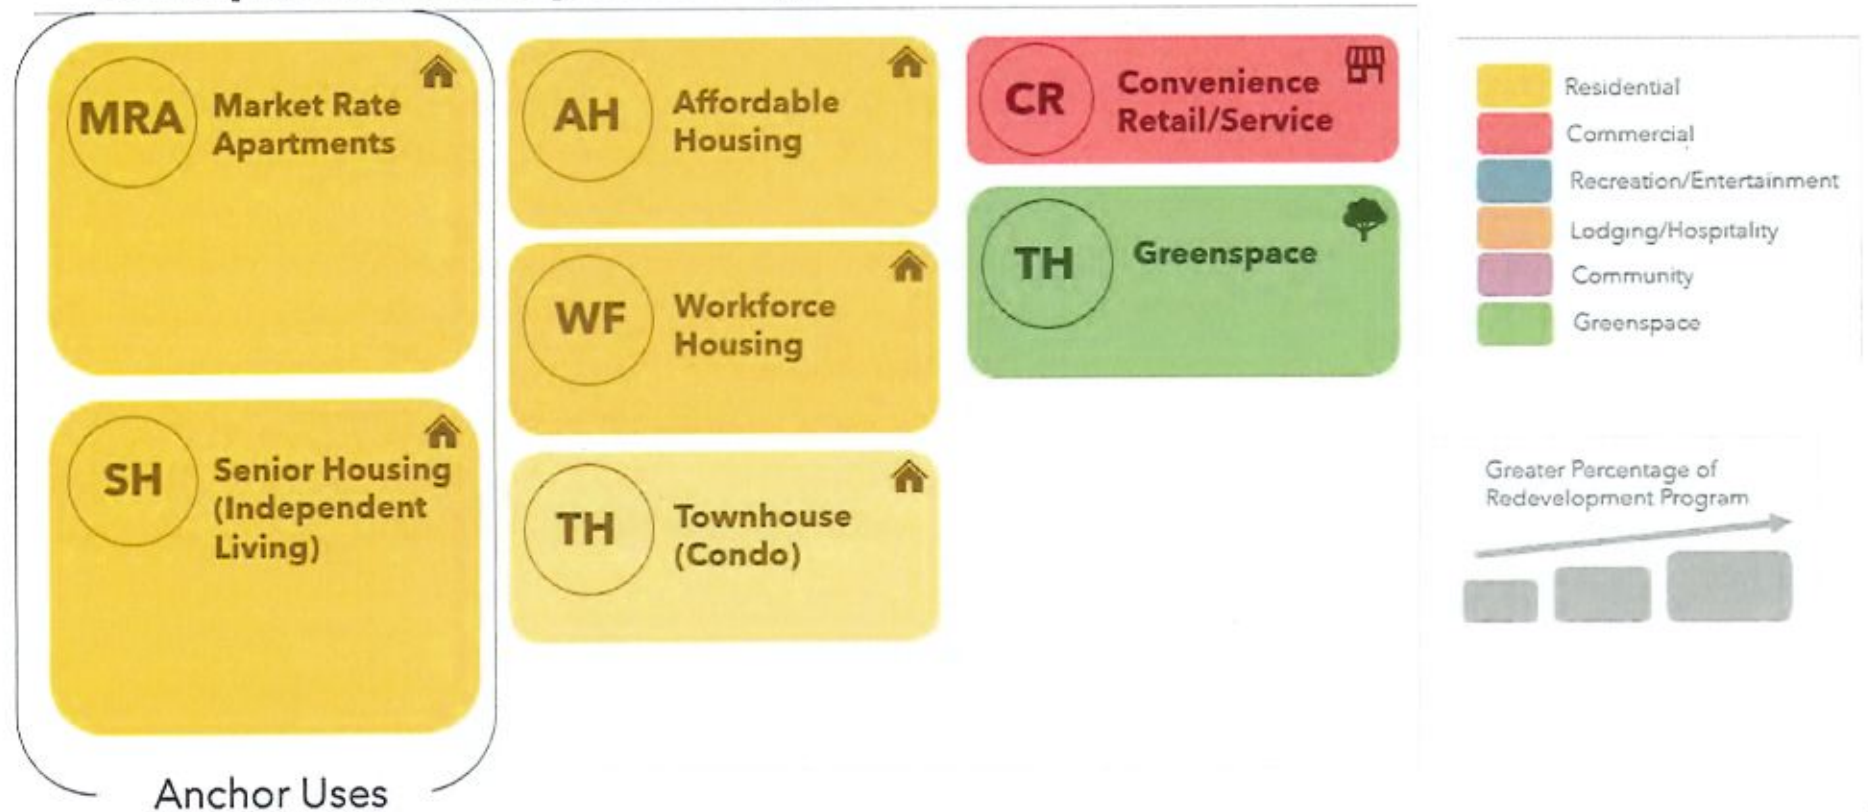 MRA
Market Rate
Apartments
SH
Senior Housing
(Independent
Living)
Anchor Uses
AH
Affordable
Housing
WF
Workforce
Housing
TH
Townhouse
(Condo)
CR
Convenience
Retail/Service
TH
Greenspace
Residential
Commercial
Recreation/Entertainment
Lodging/Hospitality
Community
Greenspace
Greater Percentage of
Redevelopment Program